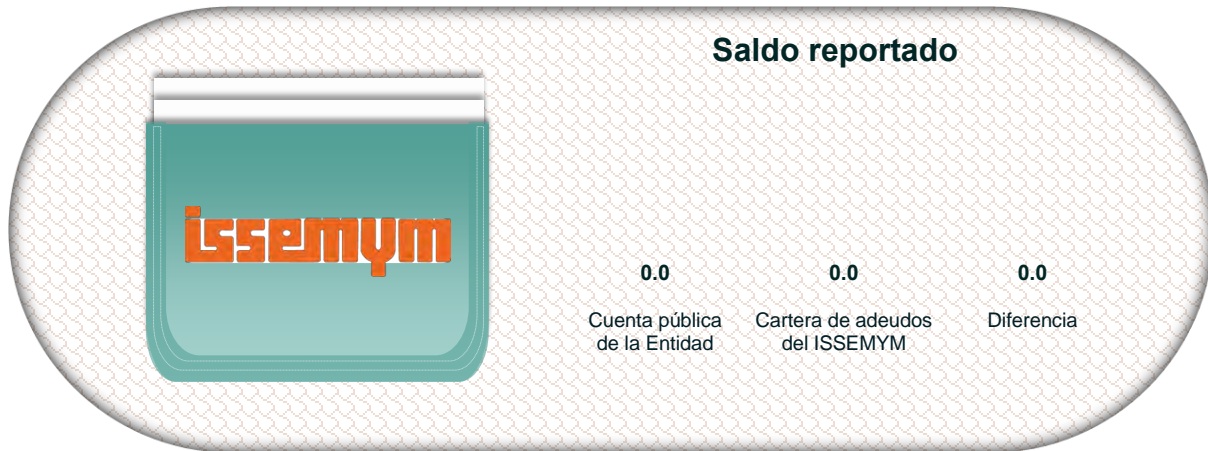 Saldo reportado
issemym
0.0 0.0 0.0
Cuenta pública Cartera de adeudos Diferencia
de la Entidad del ISSEMYM